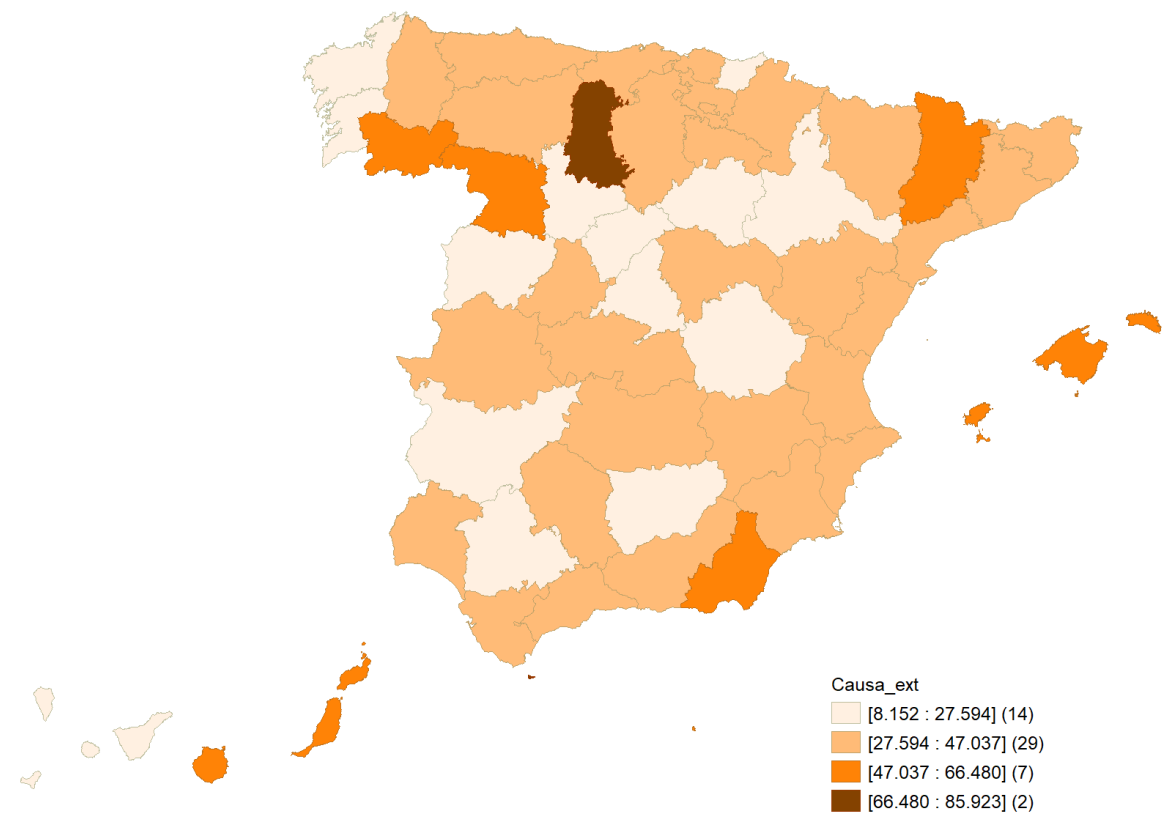 Causa_ext
[8.152 : 27.594] (14)
[27.594 : 47.037] (29)
[47.037 : 66.480] (7)
[66.480 : 85.923] (2)